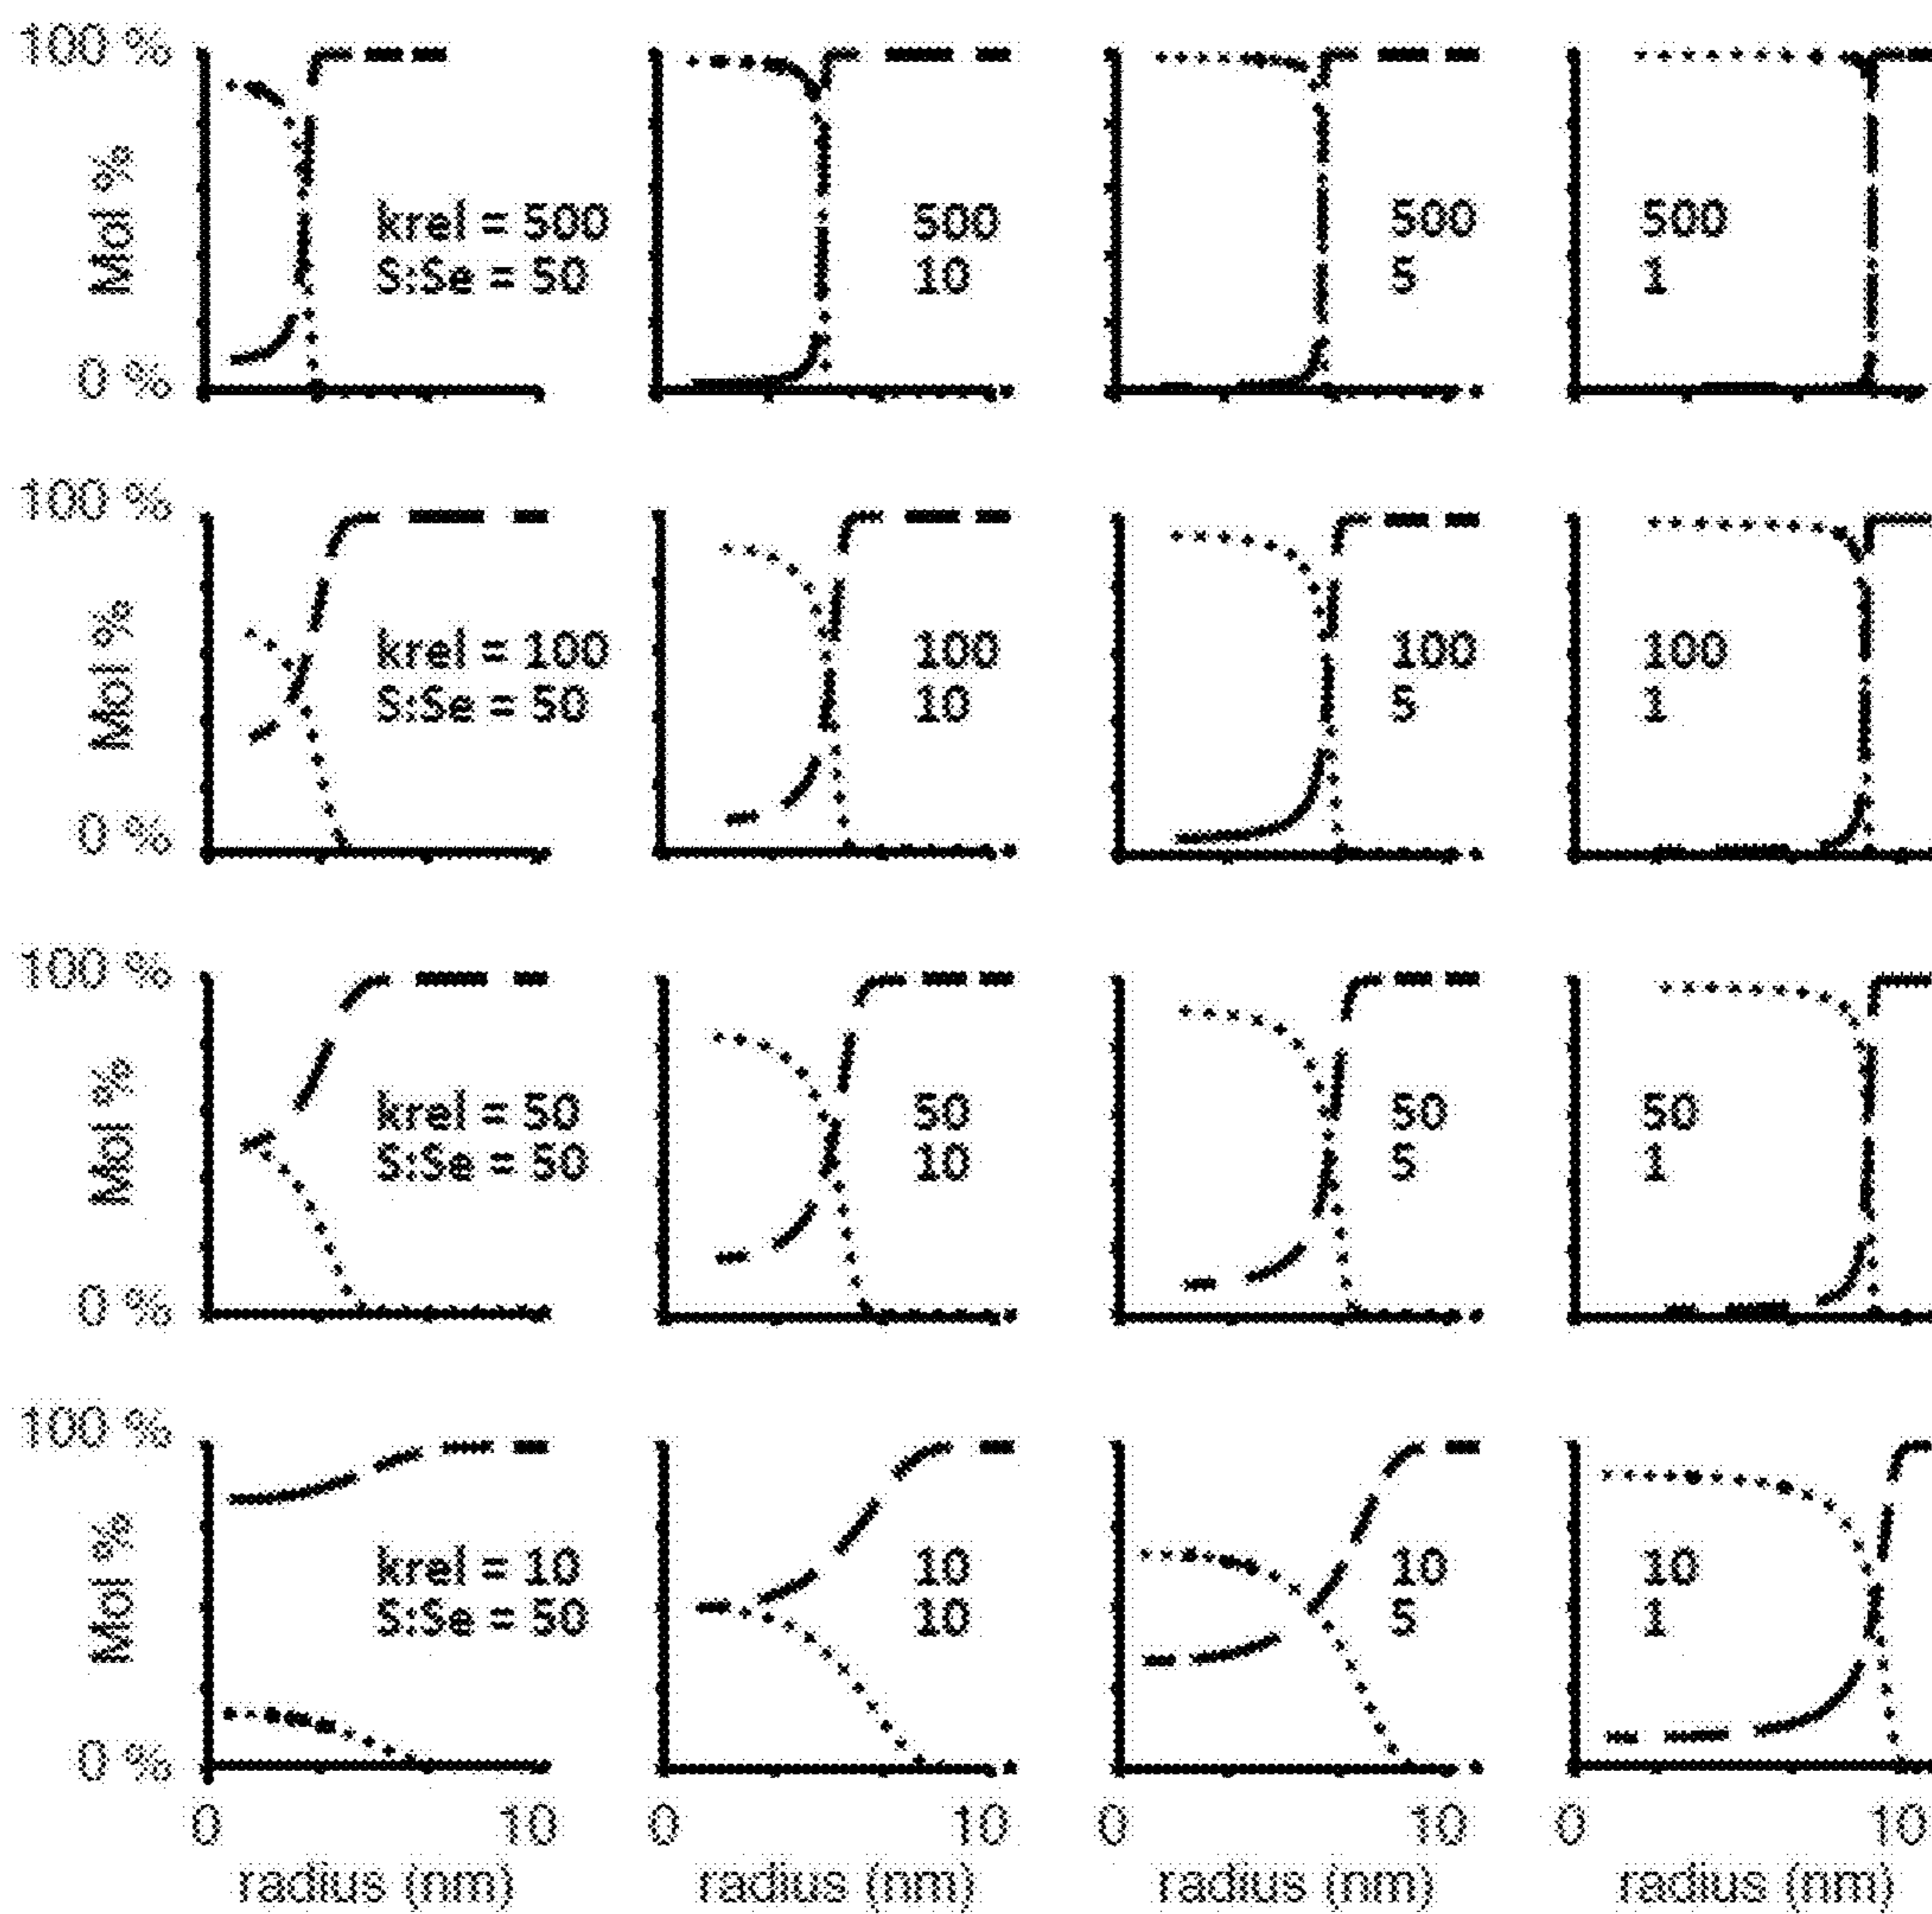 100 %
Mol %
0 %
krel = 500
S:Se = 50
500
10
500
5
500
1
100 %
Mol %
0 %
krel = 100
S:Se = 50
100
10
100
5
100
1
100 %
Mol %
0 %
krel = 50
S:Se = 50
50
10
50
5
50
1
100 %
Mol %
0 %
krel = 10
S:Se = 50
10
10
10
5
10
1
0 10 0 10 0 10 0 10
radius (nm) radius (nm) radius (nm) radius (nm)